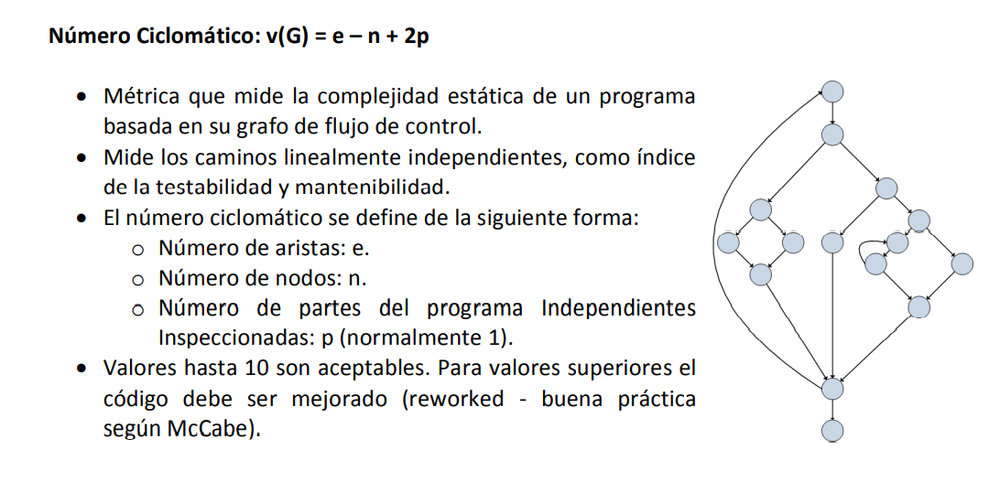 Número Ciclomático: v(G) = e – n + 2p
• Métrica que mide la complejidad estática de un programa
basada en su grafo de flujo de control.
• Mide los caminos linealmente independientes, como índice
de la testabilidad y mantenibilidad.
• El número ciclomático se define de la siguiente forma:
o Número de aristas: e.
o Número de nodos: n.
o Número de partes del programa Independientes
Inspeccionadas: p (normalmente 1).
• Valores hasta 10 son aceptables. Para valores superiores el
código debe ser mejorado (reworked - buena práctica
según McCabe).